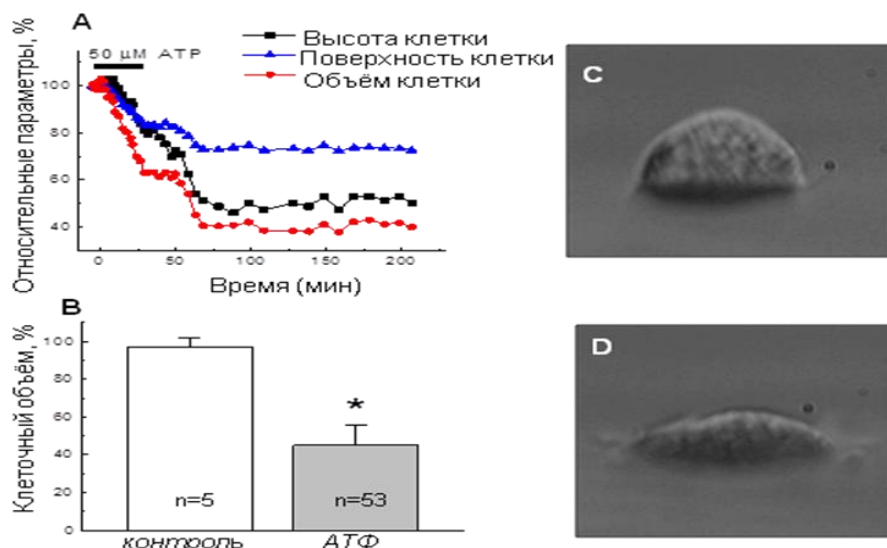 A
50 µM ATP
Высота клетки
Поверхность клетки
Объём клетки
Относительные параметры, %
100
80
60
40
0
50
100
150
200
Время (мин)
B
Клеточный объём, %
100
80
60
40
20
0
*
n=5
n=53
контроль
АТФ
C
D